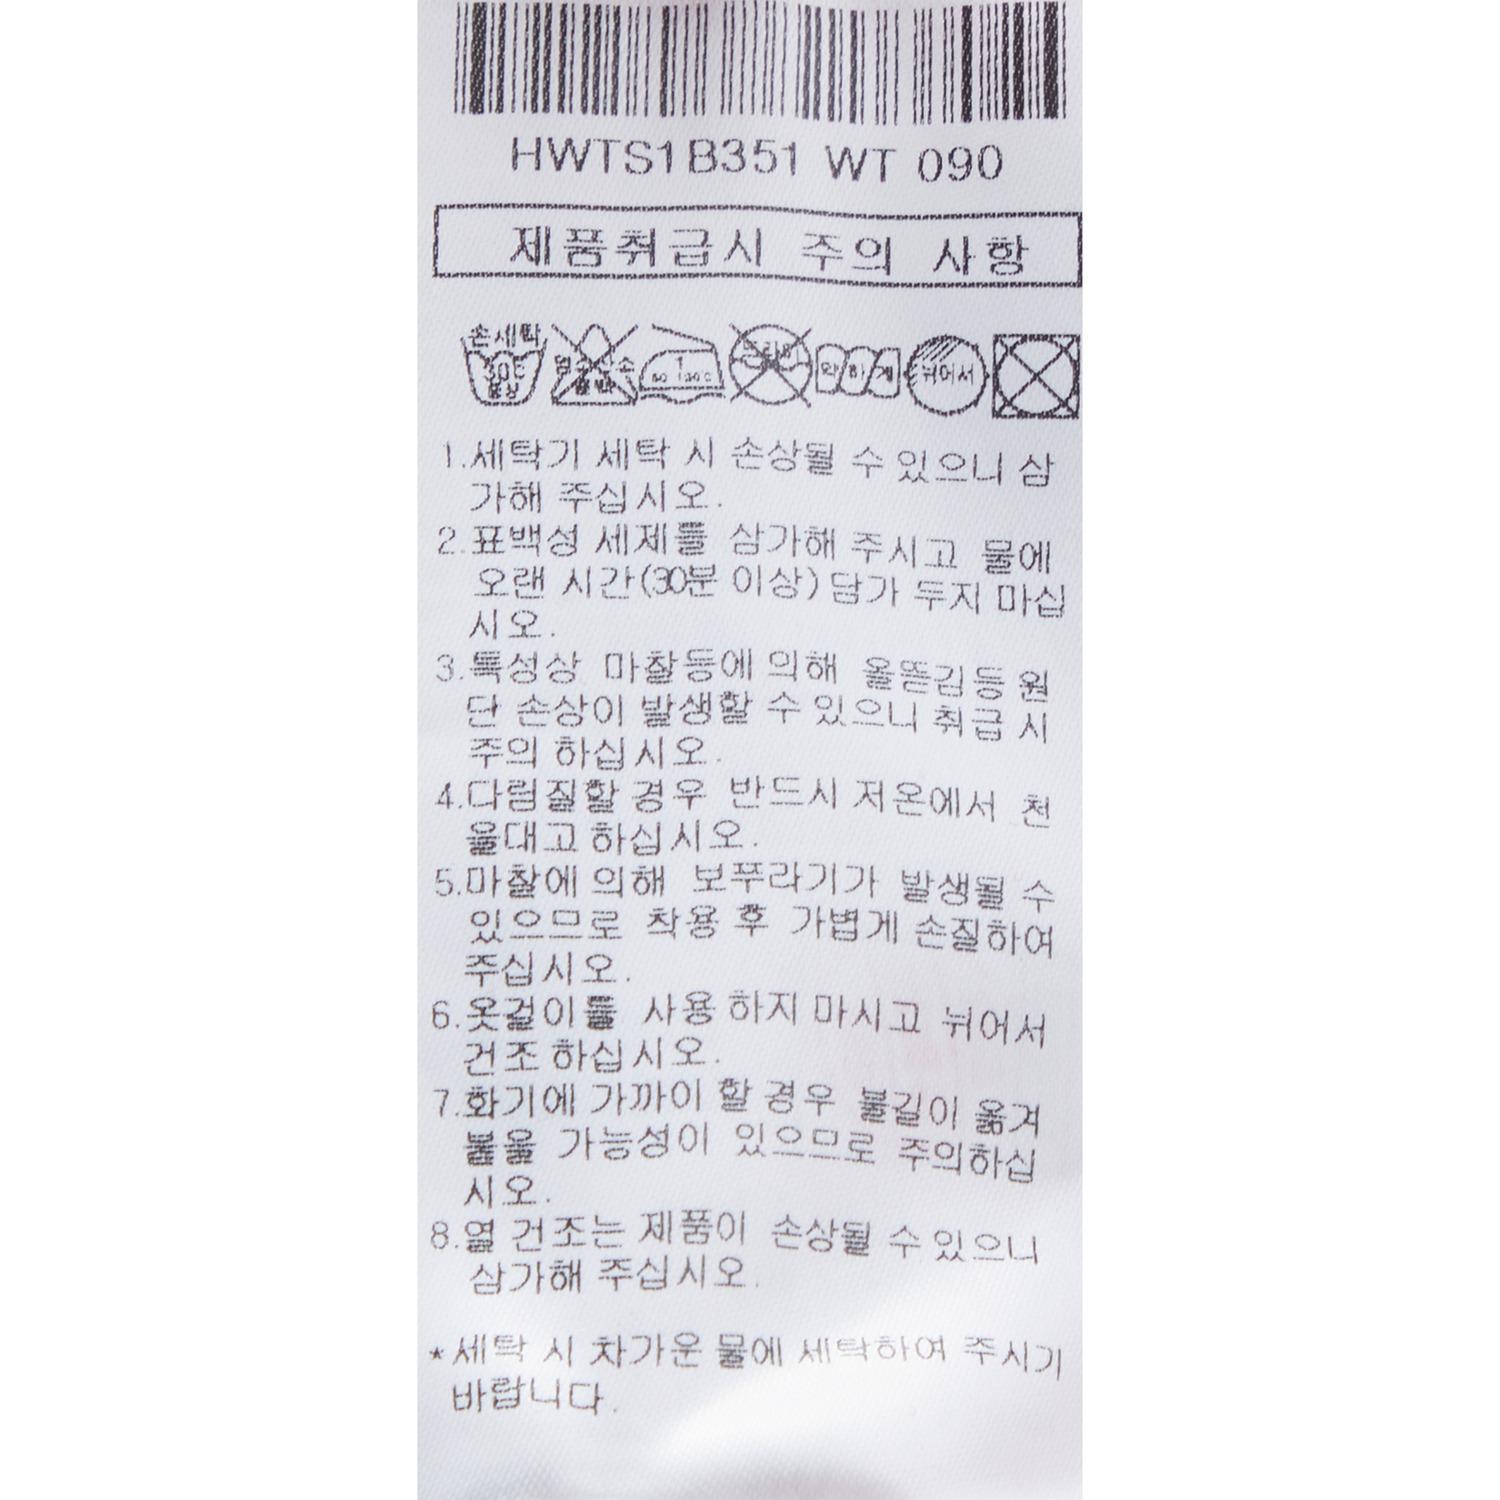 HWTS1B351 WT 090
제품취급시 주의 사항
손세탁
30℃
중성
약하게
뉘어서
1.세탁기 세탁 시 손상될 수 있으니 삼
가해 주십시오.
2.표백성 세제를 삼가해 주시고 물에
오랜 시간(30분 이상)담가 두지 마십
시오.
3.특성상 마찰등에 의해 올뜯김등 원
단 손상이 발생할 수 있으니 취급 시
주의 하십시오.
4.다림질할 경우 반드시 저온에서 천
을대고 하십시오.
5.마찰에 의해 보푸라기가 발생될 수
있으므로 착용 후 가볍게 손질하여
주십시오.
6.옷걸이를 사용 하지 마시고 뉘어서
건조 하십시오.
7.화기에 가까이 할 경우 불길이 옮겨
붙을 가능성이 있으므로 주의하십
시오.
8.열 건조는 제품이 손상될 수 있으니
삼가해 주십시오.
*세탁 시 차가운 물에 세탁하여 주시기
바랍니다.